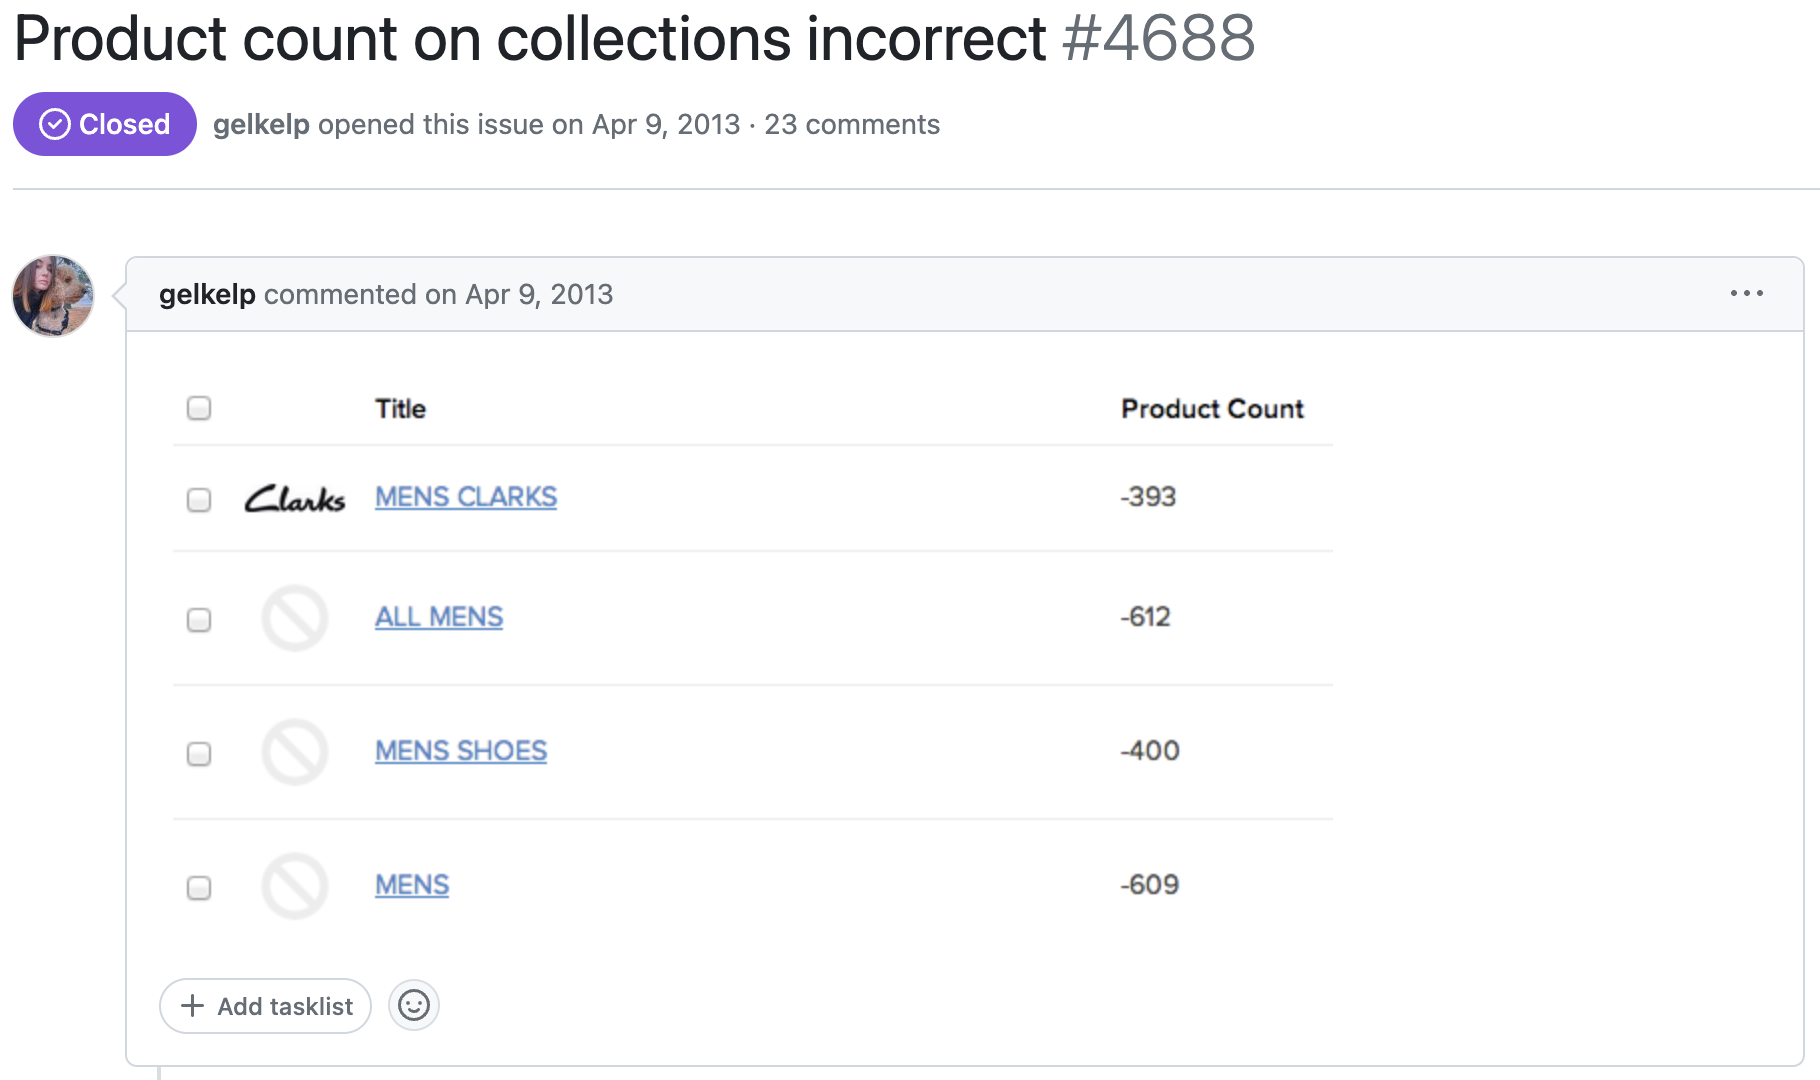 Product count on collections incorrect #4688
Closed gelkelp opened this issue on Apr 9, 2013 · 23 comments
gelkelp commented on Apr 9, 2013
Title Product Count
Clarks MENS CLARKS -393
ALL MENS -612
MENS SHOES -400
MENS -609
Add tasklist